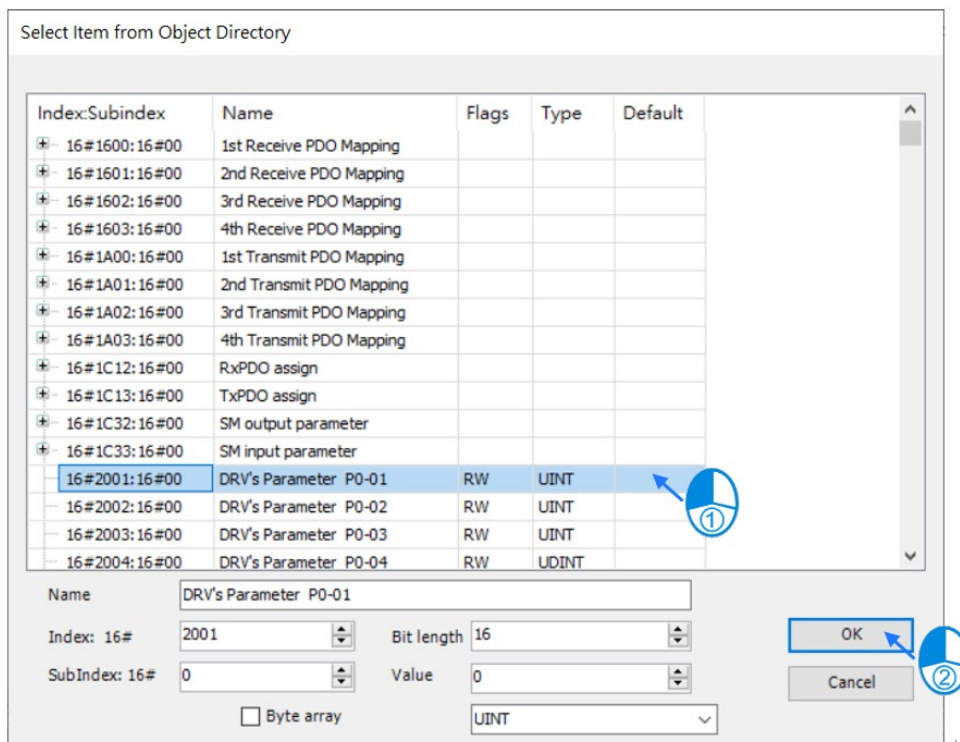 Select Item from Object Directory
Index:Subindex Name Flags Type Default
16#1600:16#00 1st Receive PDO Mapping
16#1601:16#00 2nd Receive PDO Mapping
16#1602:16#00 3rd Receive PDO Mapping
16#1603:16#00 4th Receive PDO Mapping
16#1A00:16#00 1st Transmit PDO Mapping
16#1A01:16#00 2nd Transmit PDO Mapping
16#1A02:16#00 3rd Transmit PDO Mapping
16#1A03:16#00 4th Transmit PDO Mapping
16#1C12:16#00 RxPDO assign
16#1C13:16#00 TxPDO assign
16#1C32:16#00 SM output parameter
16#1C33:16#00 SM input parameter
16#2001:16#00 DRV's Parameter P0-01 RW UINT
①
16#2002:16#00 DRV's Parameter P0-02 RW UINT
16#2003:16#00 DRV's Parameter P0-03 RW UINT
16#2004:16#00 DRV's Parameter P0-04 RW UDINT
Name DRV's Parameter P0-01
Index: 16# 2001 Bit length 16 OK
SubIndex: 16# 0 Value 0 Cancel ②
Byte array UINT